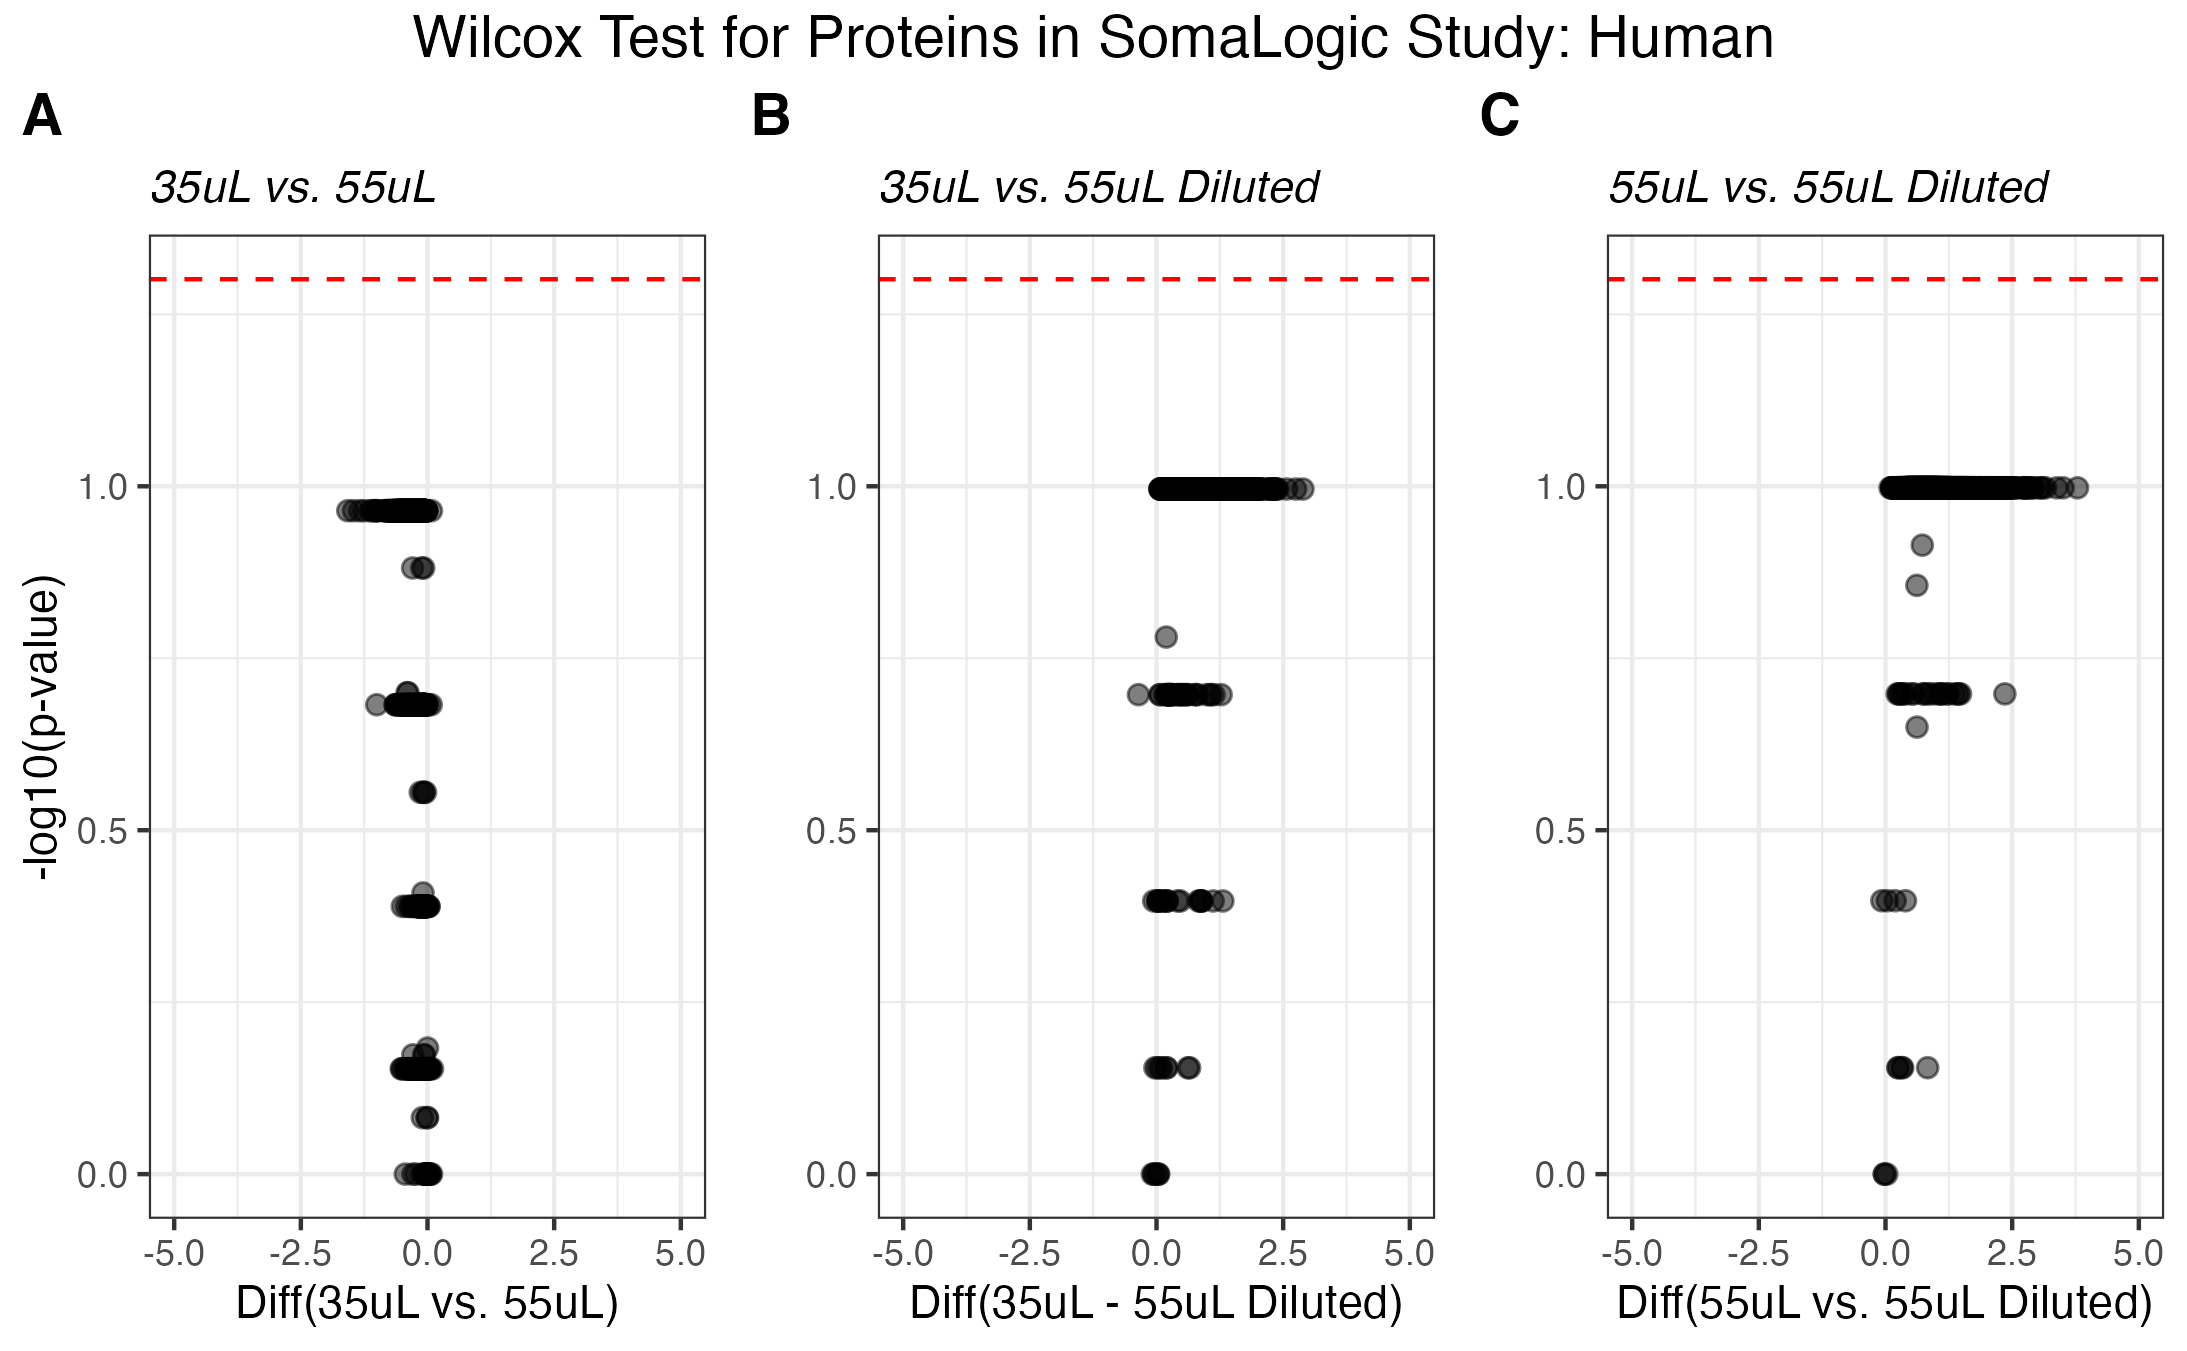 Wilcox Test for Proteins in SomaLogic Study: Human
A
B
C
35uL vs. 55uL
35uL vs. 55uL Diluted
55uL vs. 55uL Diluted
-log10(p-value)
1.0
0.5
0.0
1.0
0.5
0.0
1.0
0.5
0.0
-5.0 -2.5 0.0 2.5 5.0
-5.0 -2.5 0.0 2.5 5.0
-5.0 -2.5 0.0 2.5 5.0
Diff(35uL vs. 55uL)
Diff(35uL - 55uL Diluted)
Diff(55uL vs. 55uL Diluted)